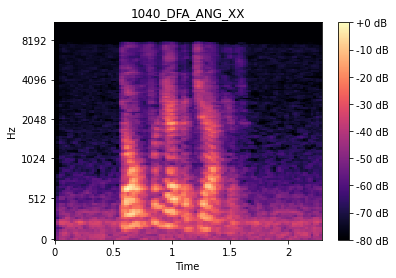 1040_DFA_ANG_XX
8192
4096
2048
1024
512
0
Hz
0
0.5
1
1.5
2
Time
+0 dB
-10 dB
-20 dB
-30 dB
-40 dB
-50 dB
-60 dB
-70 dB
-80 dB